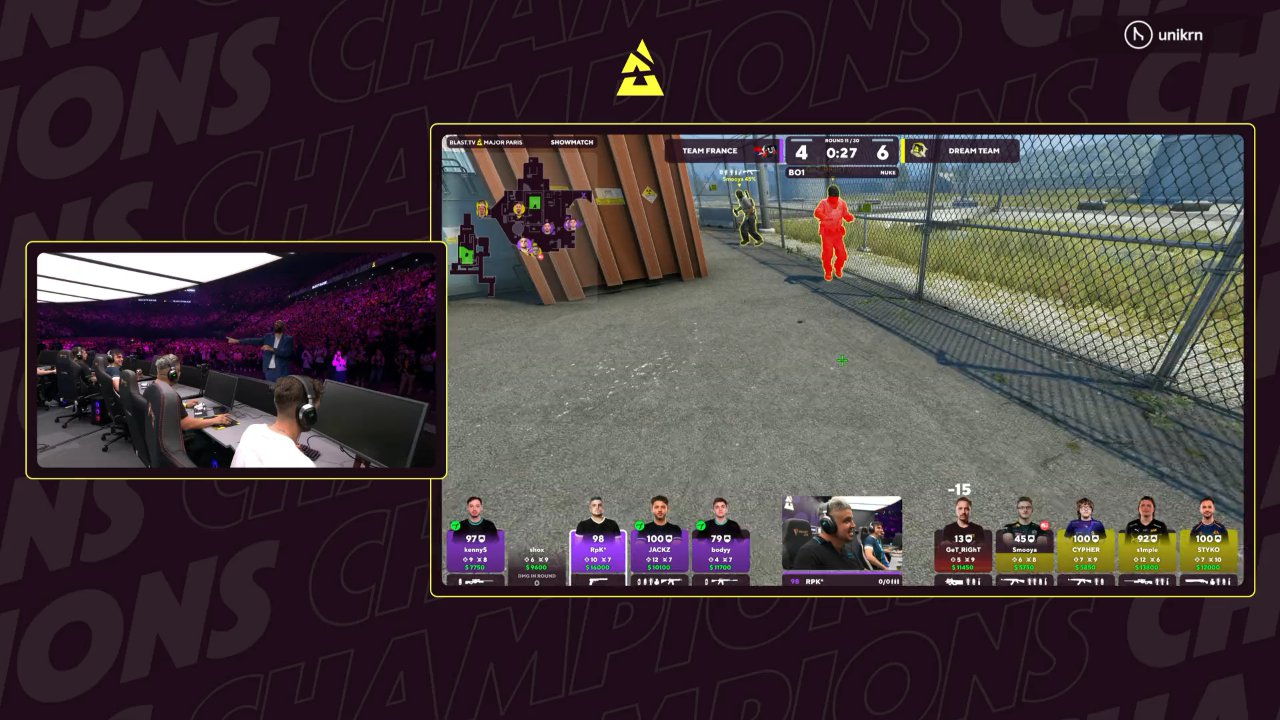 CHAMPIONS
unikrn
BLAST.TV MAJOR PARIS SHOWMATCH
TEAM FRANCE
4
ROUND 11 / 30
0:27
6
DREAM TEAM
BO1
NUKE
Smooya 45%
-15
97
kennyS
9 8
$7750
shox
6 9
$9600
DMG IN ROUND
0
98
RpK*
10 7
$16000
100
JACKZ
12 7
$10100
79
bodyy
4 7
$11700
98 RPK*
13
GeT_RIGhT
5 9
$11450
45
Smooya
6 8
$5750
100
CYPHER
7 9
92
s1mple
12 6
100
STYKO
7 10
$12000